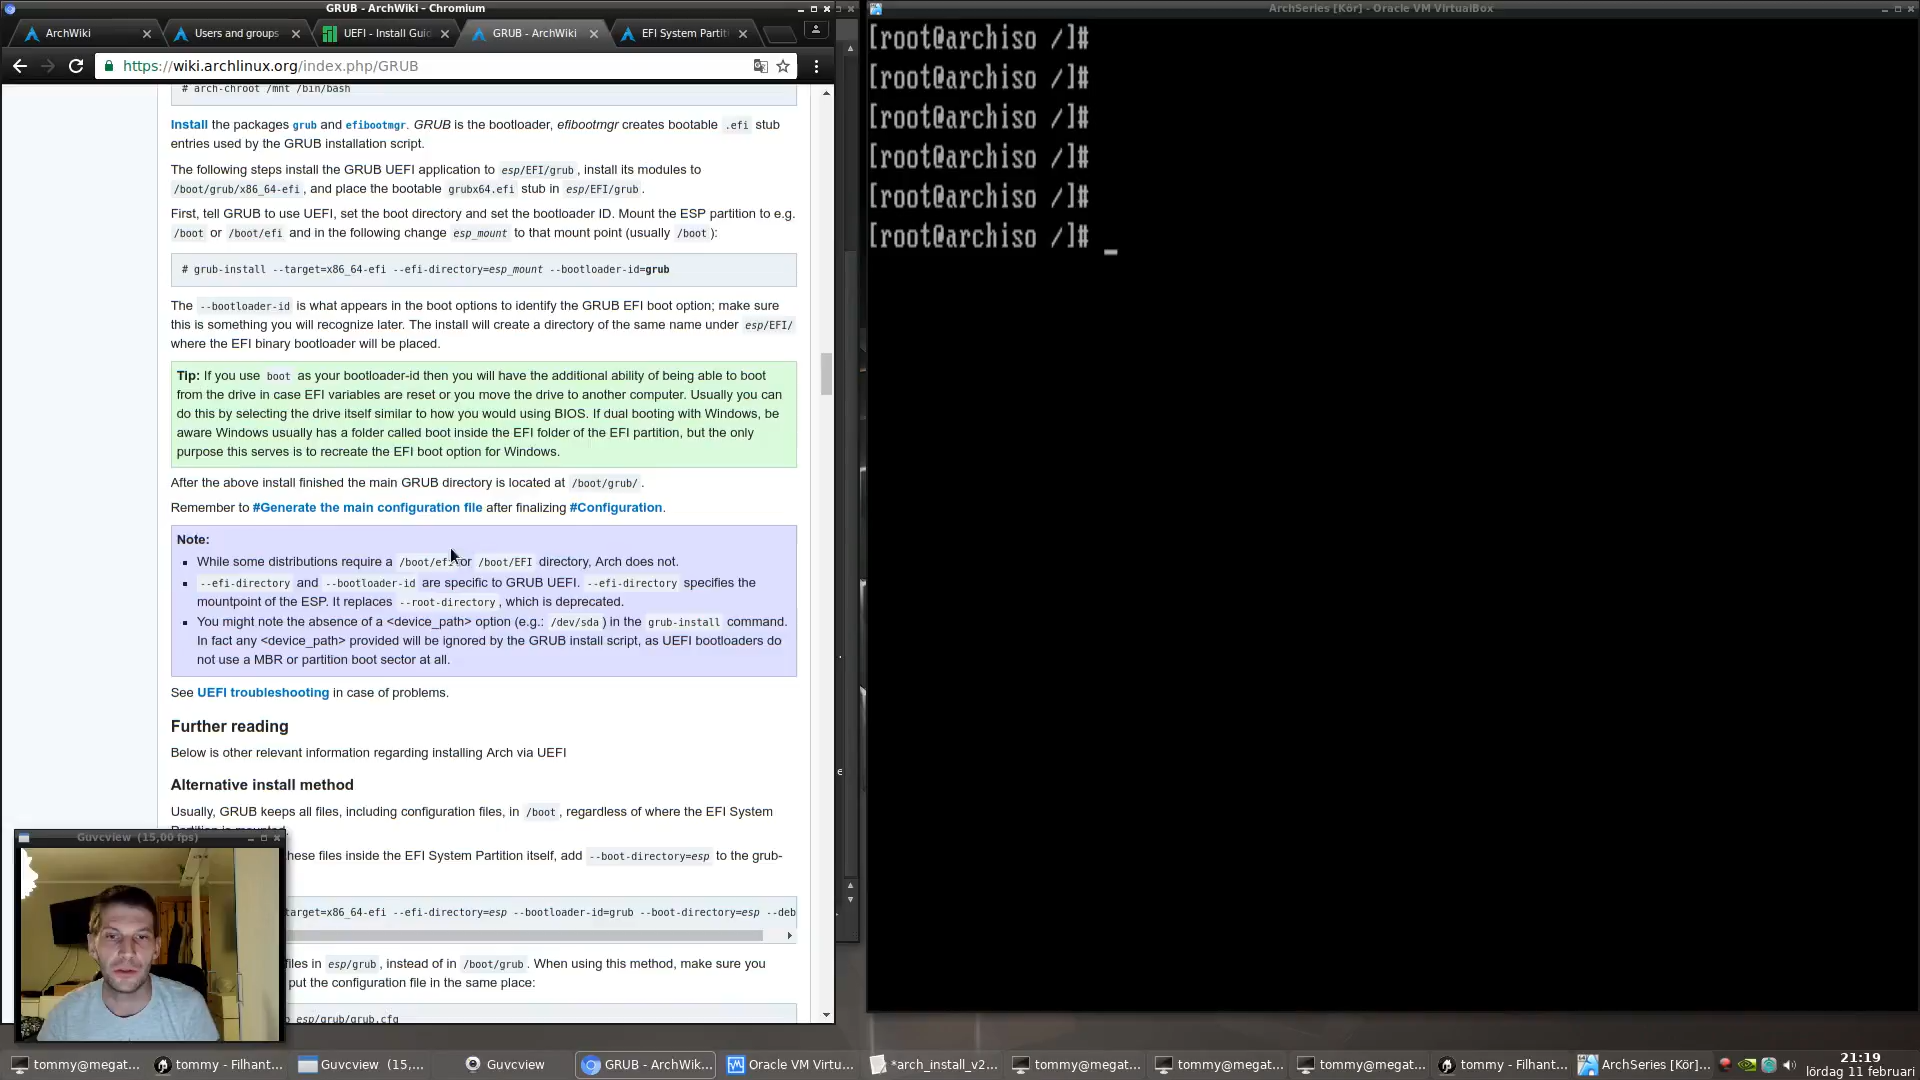 GRUB - ArchWiki - Chromium
ArchWiki
Users and groups
UEFI - Install Guid
GRUB - ArchWiki
EFI System Partiti
https://wiki.archlinux.org/index.php/GRUB
# arch-chroot /mnt /bin/bash
Install the packages grub and efibootmgr. GRUB is the bootloader, efibootmgr creates bootable .efi stub
entries used by the GRUB installation script.
The following steps install the GRUB UEFI application to esp/EFI/grub, install its modules to
/boot/grub/x86_64-efi, and place the bootable grubx64.efi stub in esp/EFI/grub.
First, tell GRUB to use UEFI, set the boot directory and set the bootloader ID. Mount the ESP partition to e.g.
/boot or /boot/efi and in the following change esp_mount to that mount point (usually /boot):
# grub-install --target=x86_64-efi --efi-directory=esp_mount --bootloader-id=grub
The --bootloader-id is what appears in the boot options to identify the GRUB EFI boot option; make sure
this is something you will recognize later. The install will create a directory of the same name under esp/EFI/
where the EFI binary bootloader will be placed.
Tip: If you use boot as your bootloader-id then you will have the additional ability of being able to boot
from the drive in case EFI variables are reset or you move the drive to another computer. Usually you can
do this by selecting the drive itself similar to how you would using BIOS. If dual booting with Windows, be
aware Windows usually has a folder called boot inside the EFI folder of the EFI partition, but the only
purpose this serves is to recreate the EFI boot option for Windows.
After the above install finished the main GRUB directory is located at /boot/grub/.
Remember to #Generate the main configuration file after finalizing #Configuration.
Note:
While some distributions require a /boot/efi or /boot/EFI directory, Arch does not.
--efi-directory and --bootloader-id are specific to GRUB UEFI. --efi-directory specifies the
mountpoint of the ESP. It replaces --root-directory, which is deprecated.
You might note the absence of a <device_path> option (e.g.: /dev/sda) in the grub-install command.
In fact any <device_path> provided will be ignored by the GRUB install script, as UEFI bootloaders do
not use a MBR or partition boot sector at all.
See UEFI troubleshooting in case of problems.
Further reading
Below is other relevant information regarding installing Arch via UEFI
Alternative install method
Usually, GRUB keeps all files, including configuration files, in /boot, regardless of where the EFI System
hese files inside the EFI System Partition itself, add --boot-directory=esp to the grub-
target=x86_64-efi --efi-directory=esp --bootloader-id=grub --boot-directory=esp --deb
files in esp/grub, instead of in /boot/grub. When using this method, make sure you
put the configuration file in the same place:
esp/grub/grub.cfg
Guvcview (15,00 fps)
ArchSeries [Kör] - Oracle VM VirtualBox
[root@archiso /]#
[root@archiso /]#
[root@archiso /]#
[root@archiso /]#
[root@archiso /]#
[root@archiso /]# _
tommy@megat...
tommy - Filhant...
Guvcview (15,...
Guvcview
GRUB - ArchWik...
Oracle VM Virtu...
*arch_install_v2...
tommy@megat...
tommy@megat...
tommy@megat...
tommy - Filhant...
ArchSeries [Kör]...
21:19
lördag 11 februari